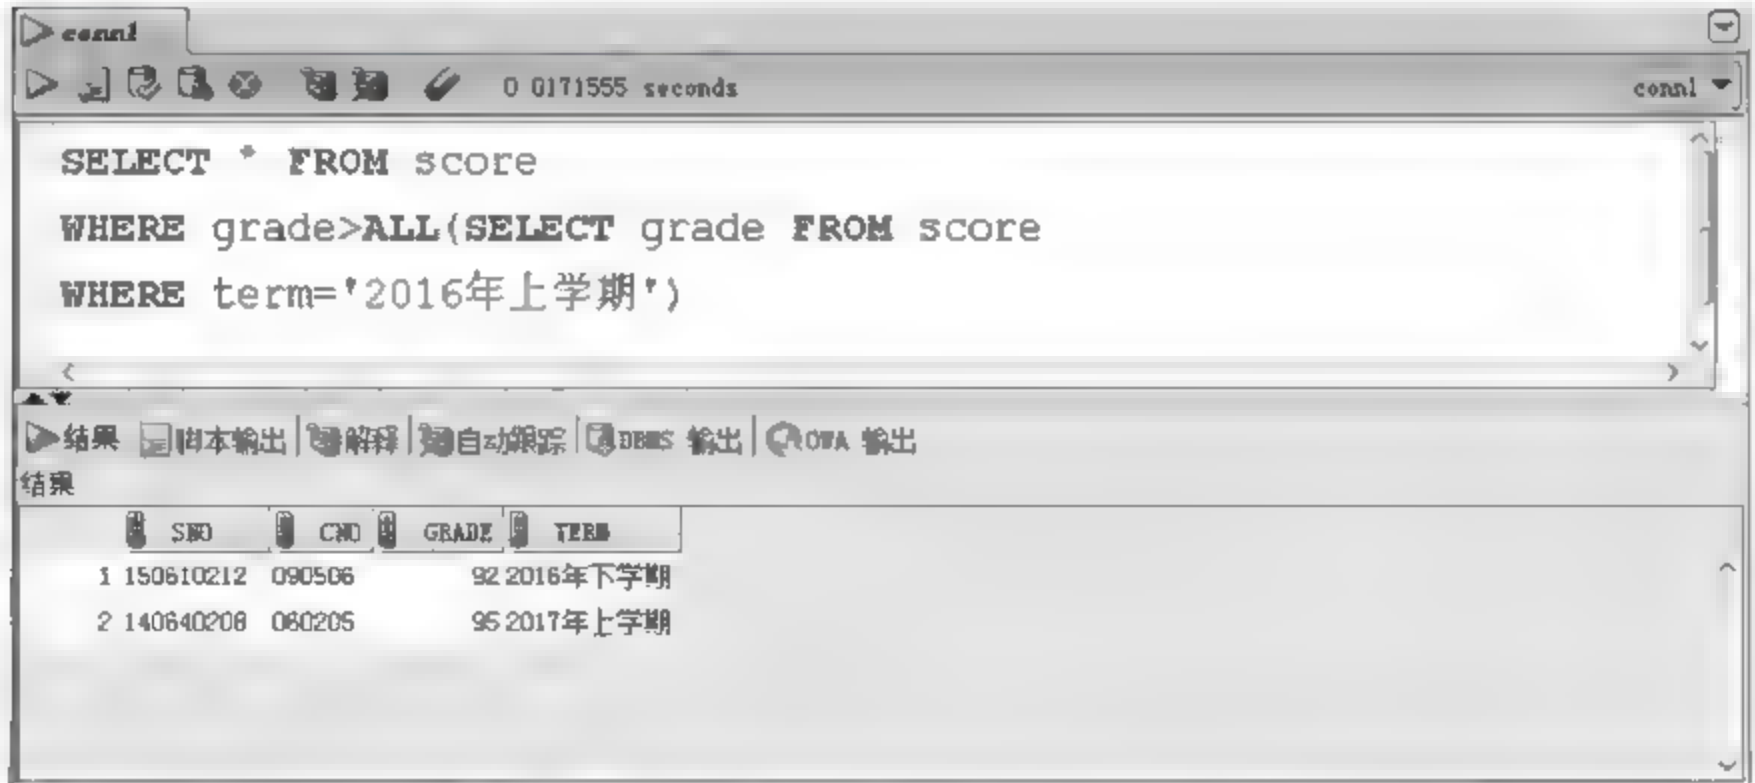 conn1
0 0171555 seconds
conn1
SELECT * FROM score
WHERE grade>ALL(SELECT grade FROM score
WHERE term='2016年上学期')
结果 脚本输出 解释 自动跟踪 DBMS 输出 OWA 输出
结果
SNO CNO GRADE TERM
1 150610212 090506 92 2016年下学期
2 140640208 060205 95 2017年上学期